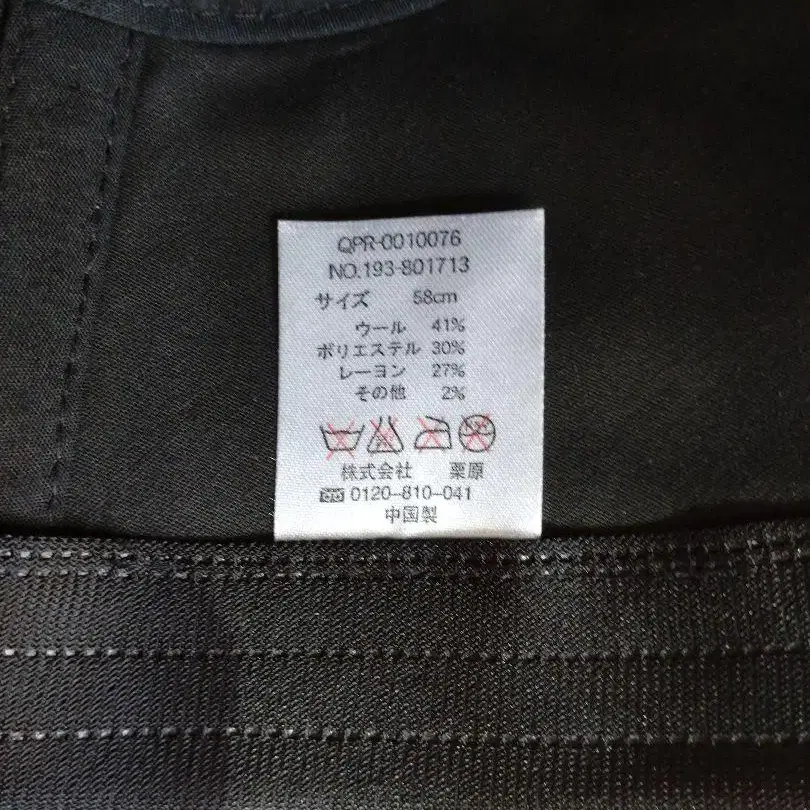 QPR-0010076
NO.193-801713
サイズ 58cm
ウール 41%
ポリエステル 30%
レーヨン 27%
その他 2%
株式会社 栗原
0120-810-041
中国製